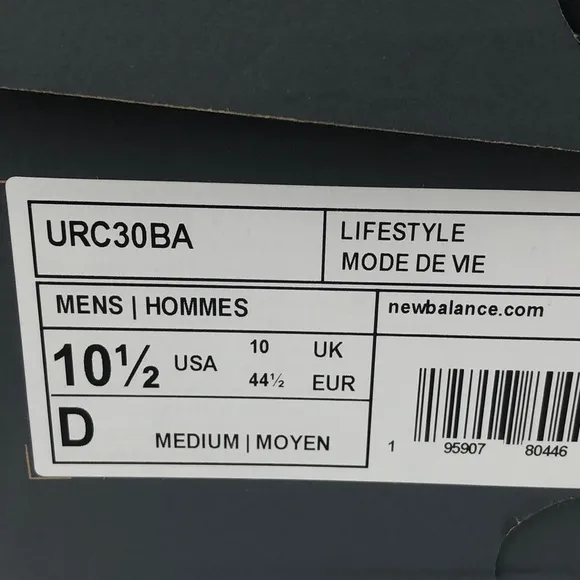 URC30BA
LIFESTYLE
MODE DE VIE
MENS | HOMMES
newbalance.com
10½ USA
10 UK
44½ EUR
D
MEDIUM | MOYEN
1 95907 80446